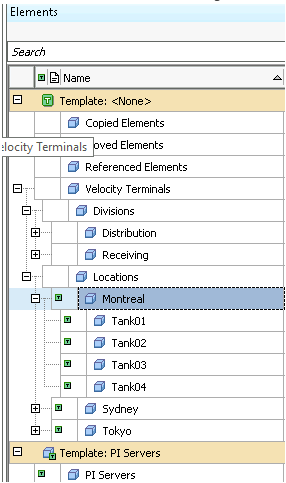 Elements
Search
Name
Template: <None>
Copied Elements
elocity Terminals
oved Elements
Referenced Elements
Velocity Terminals
Divisions
Distribution
Receiving
Locations
Montreal
Tank01
Tank02
Tank03
Tank04
Sydney
Tokyo
Template: PI Servers
PI Servers